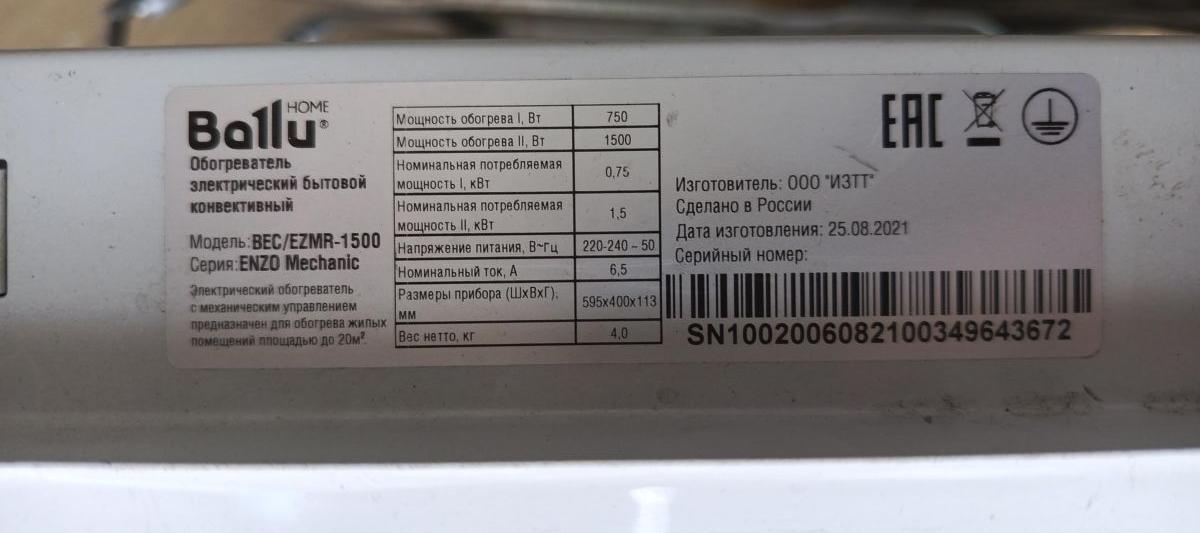 Ballu HOME®
Обогреватель
электрический бытовой
конвективный
Модель:BEC/EZMR-1500
Серия:ENZO Mechanic
Электрический обогреватель
с механическим управлением
предназначен для обогрева жилых
помещений площадью до 20м².
Мощность обогрева I, Вт 750
Мощность обогрева II, Вт 1500
Номинальная потребляемая
мощность I, кВт 0,75
Номинальная потребляемая
мощность II, кВт 1,5
Напряжение питания, В~Гц 220-240 ~ 50
Номинальный ток, А 6,5
Размеры прибора (ШхВхГ),
мм 595x400x113
Вес нетто, кг 4,0
EAC
Изготовитель: ООО "ИЗТТ"
Сделано в России
Дата изготовления: 25.08.2021
Серийный номер:
SN1002006082100349643672